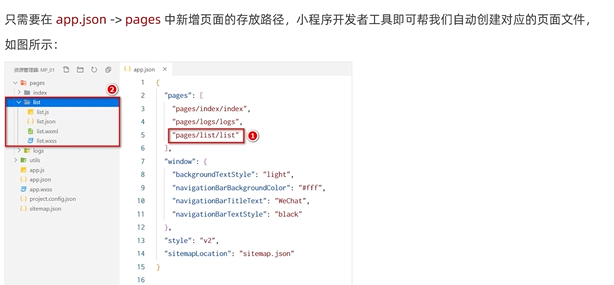 只需要在 app.json -> pages 中新增页面的存放路径，小程序开发者工具即可帮我们自动创建对应的页面文件，
如图所示：
资源管理器: MP_01
pages
index
list
list.js
list.json
list.wxml
list.wxss
logs
utils
app.js
app.json
app.wxss
project.config.json
sitemap.json
2
app.json
1 {
2 "pages": [
3 "pages/index/index",
4 "pages/logs/logs",
5 "pages/list/list" 1
6 ],
7 "window": {
8 "backgroundTextStyle": "light",
9 "navigationBarBackgroundColor": "#fff",
10 "navigationBarTitleText": "WeChat",
11 "navigationBarTextStyle": "black"
12 },
13 "style": "v2",
14 "sitemapLocation": "sitemap.json"
15 }
16